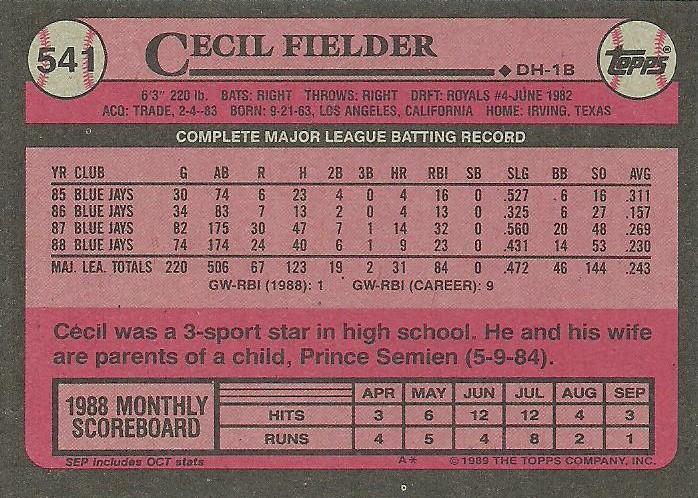 541 CECIL FIELDER Topps®
◆ DH-1B
6'3" 220 lb. BATS: RIGHT THROWS: RIGHT DRFT: ROYALS #4-JUNE 1982
ACQ: TRADE, 2-4--83 BORN: 9-21-63, LOS ANGELES, CALIFORNIA HOME: IRVING, TEXAS
COMPLETE MAJOR LEAGUE BATTING RECORD
YR CLUB G AB R H 2B 3B HR RBI SB SLG BB SO AVG
85 BLUE JAYS 30 74 6 23 4 0 4 16 0 .527 6 16 .311
86 BLUE JAYS 34 83 7 13 2 0 4 13 0 .325 6 27 .157
87 BLUE JAYS 82 175 30 47 7 1 14 32 0 .560 20 48 .269
88 BLUE JAYS 74 174 24 40 6 1 9 23 0 .431 14 53 .230
MAJ. LEA. TOTALS 220 506 67 123 19 2 31 84 0 .472 46 144 .243
GW-RBI (1988): 1 GW-RBI (CAREER): 9
Cecil was a 3-sport star in high school. He and his wife
are parents of a child, Prince Semien (5-9-84).
1988 MONTHLY SCOREBOARD
APR MAY JUN JUL AUG SEP
HITS 3 6 12 12 4 3
RUNS 4 5 4 8 2 1
SEP includes OCT stats A* ©1989 THE TOPPS COMPANY, INC.